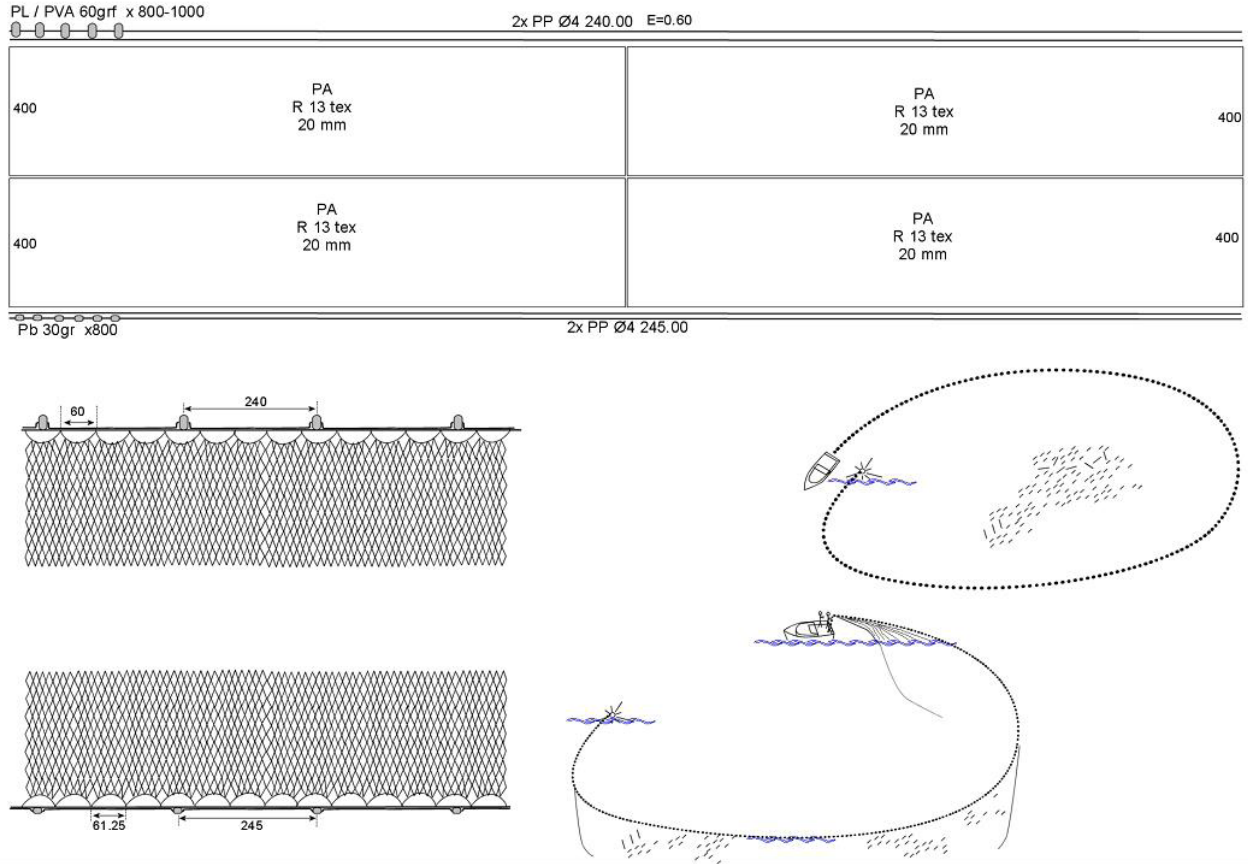 PL / PVA 60grf x 800-1000
2x PP Ø4 240.00 E=0.60
PA
R 13 tex
20 mm
400
PA
R 13 tex
20 mm
400
PA
R 13 tex
20 mm
400
PA
R 13 tex
20 mm
400
Pb 30gr x800
2x PP Ø4 245.00
60
240
61.25
245